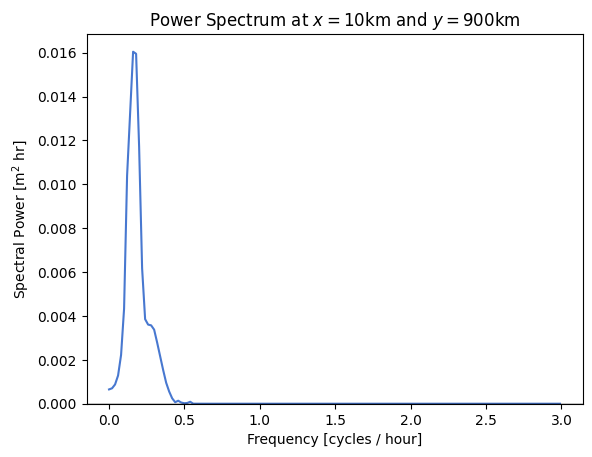 Power Spectrum at x = 10km and y = 900km
0.016
0.014
0.012
0.010
0.008
0.006
0.004
0.002
0.000
Spectral Power [m² hr]
0.0 0.5 1.0 1.5 2.0 2.5 3.0
Frequency [cycles / hour]